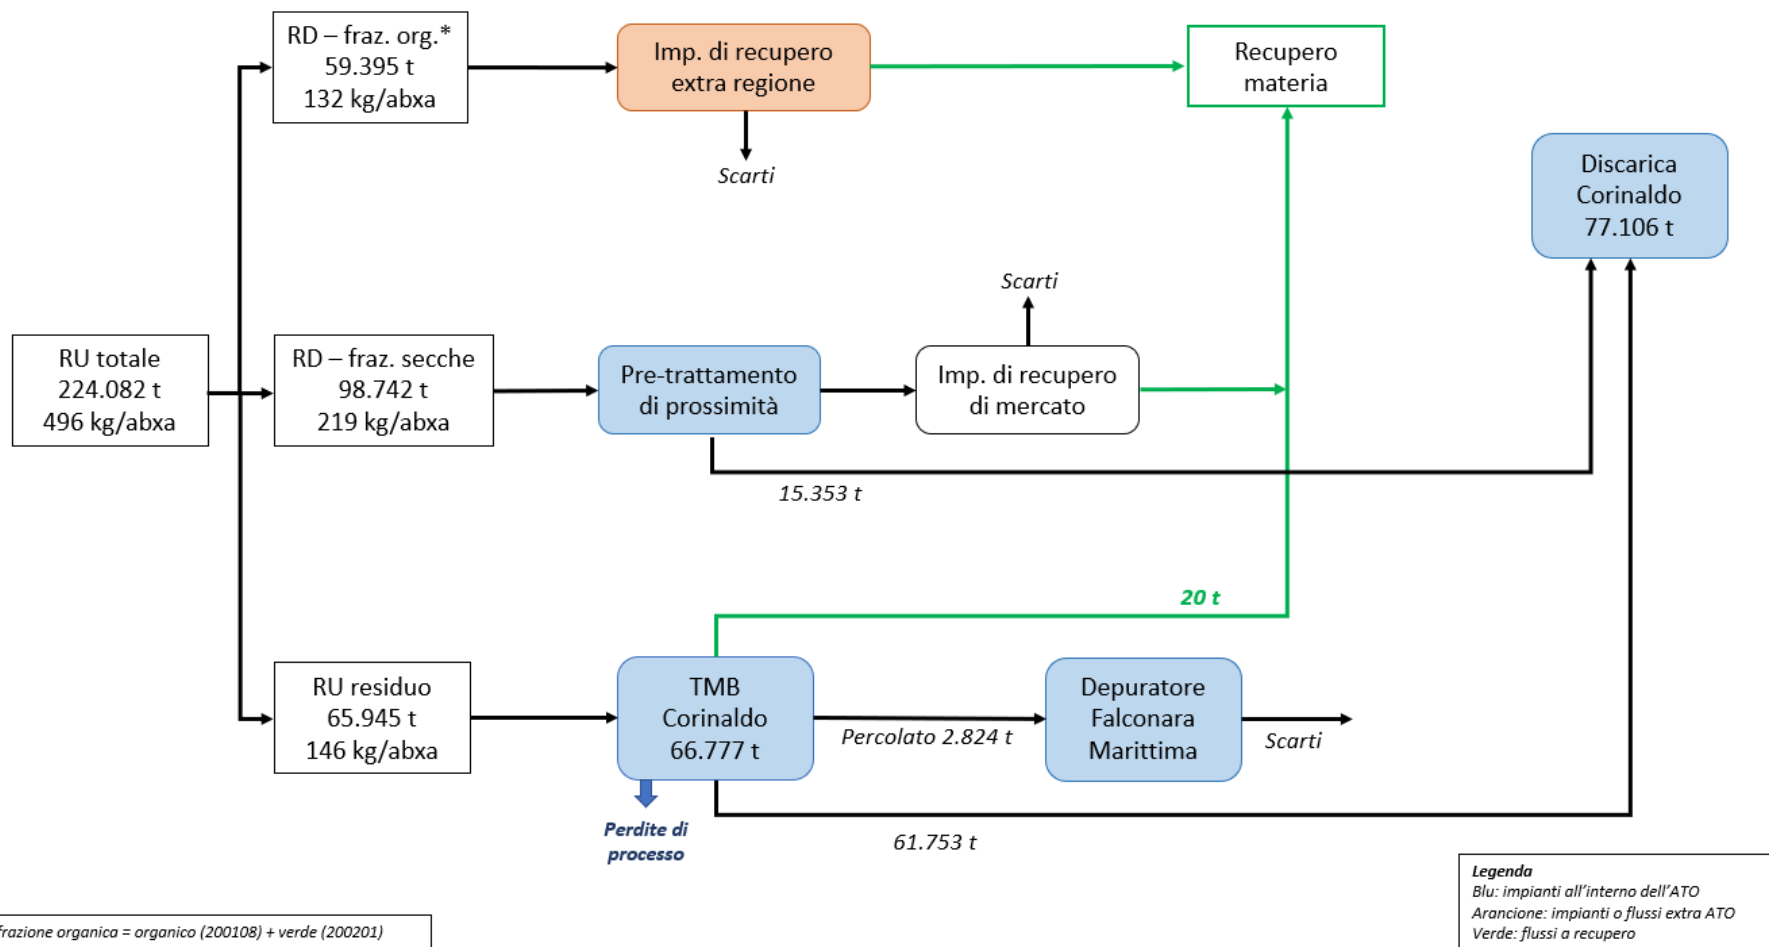 RD – fraz. org.*
59.395 t
132 kg/abxa
Imp. di recupero
extra regione
Recupero
materia
Scarti
Discarica
Corinaldo
77.106 t
Scarti
RU totale
224.082 t
496 kg/abxa
RD – fraz. secche
98.742 t
219 kg/abxa
Pre-trattamento
di prossimità
Imp. di recupero
di mercato
15.353 t
20 t
RU residuo
65.945 t
146 kg/abxa
TMB
Corinaldo
66.777 t
Percolato 2.824 t
Depuratore
Falconara
Marittima
Scarti
Perdite di
processo
61.753 t
Legenda
Blu: impianti all'interno dell'ATO
Arancione: impianti o flussi extra ATO
Verde: flussi a recupero
frazione organica = organico (200108) + verde (200201)